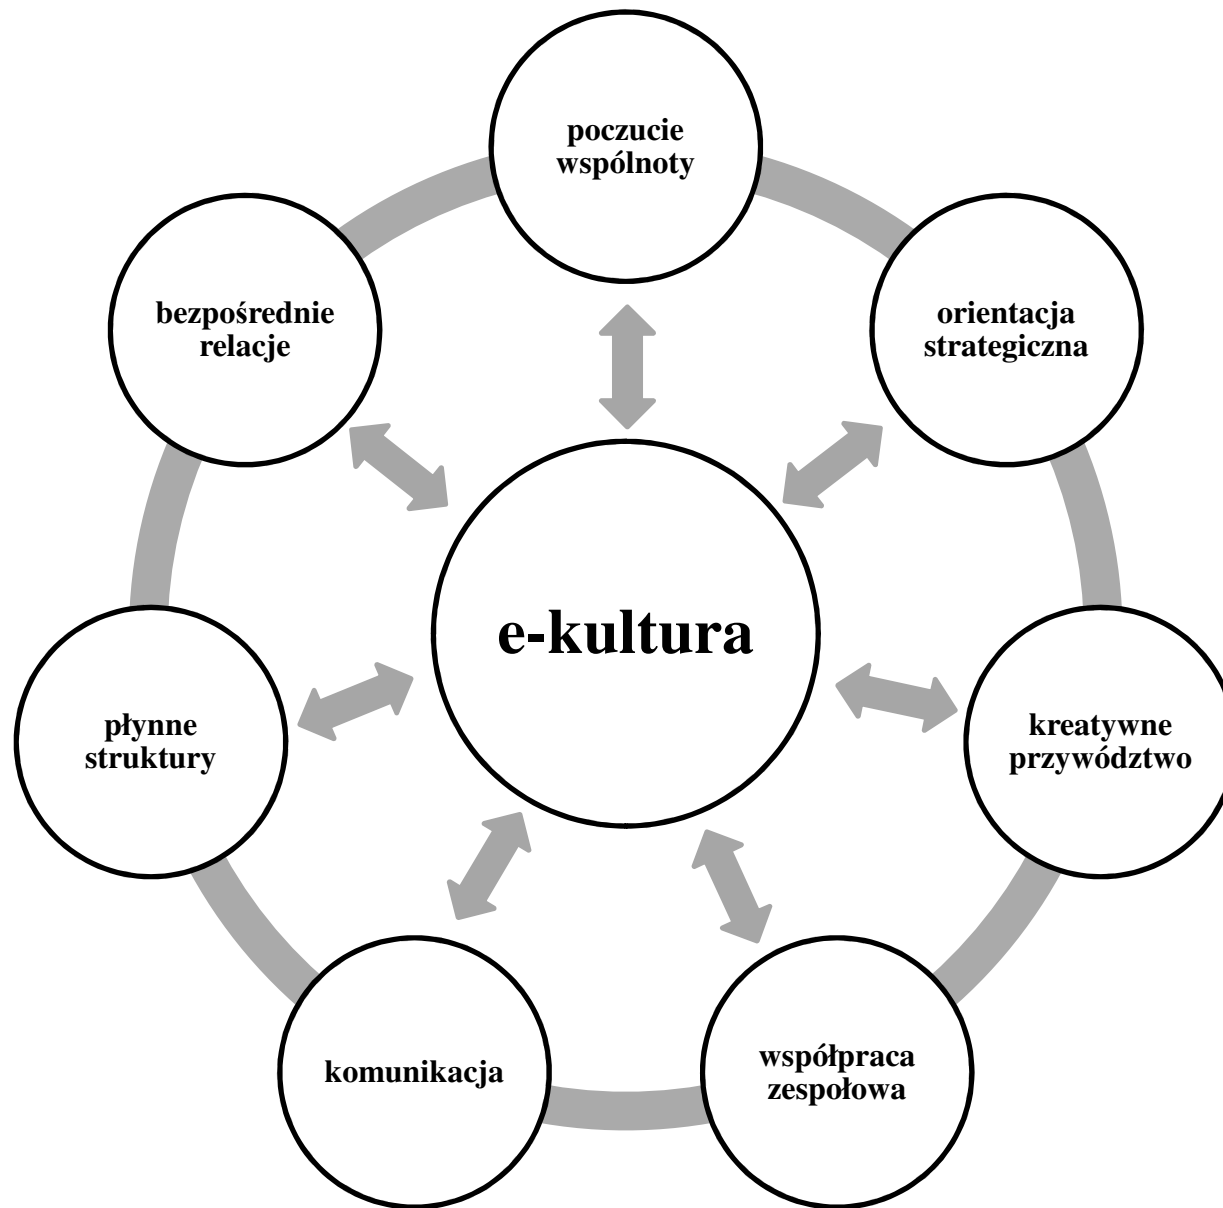 poczucie
wspólnoty
orientacja
strategiczna
kreatywne
przywództwo
współpraca
zespołowa
komunikacja
płynne
struktury
bezpośrednie
relacje
e-kultura